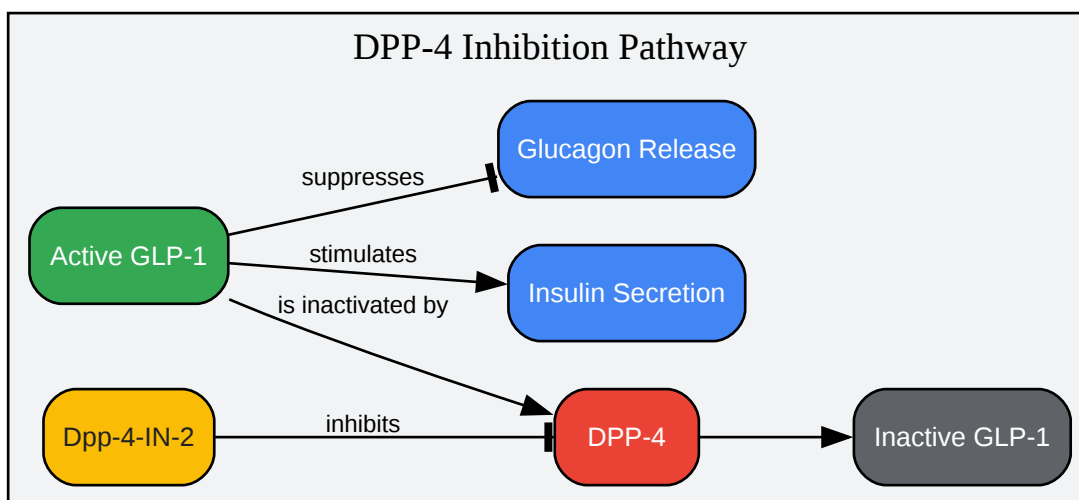 DPP-4 Inhibition Pathway
Glucagon Release
suppresses
Active GLP-1
stimulates
Insulin Secretion
is inactivated by
Dpp-4-IN-2
inhibits
DPP-4
Inactive GLP-1